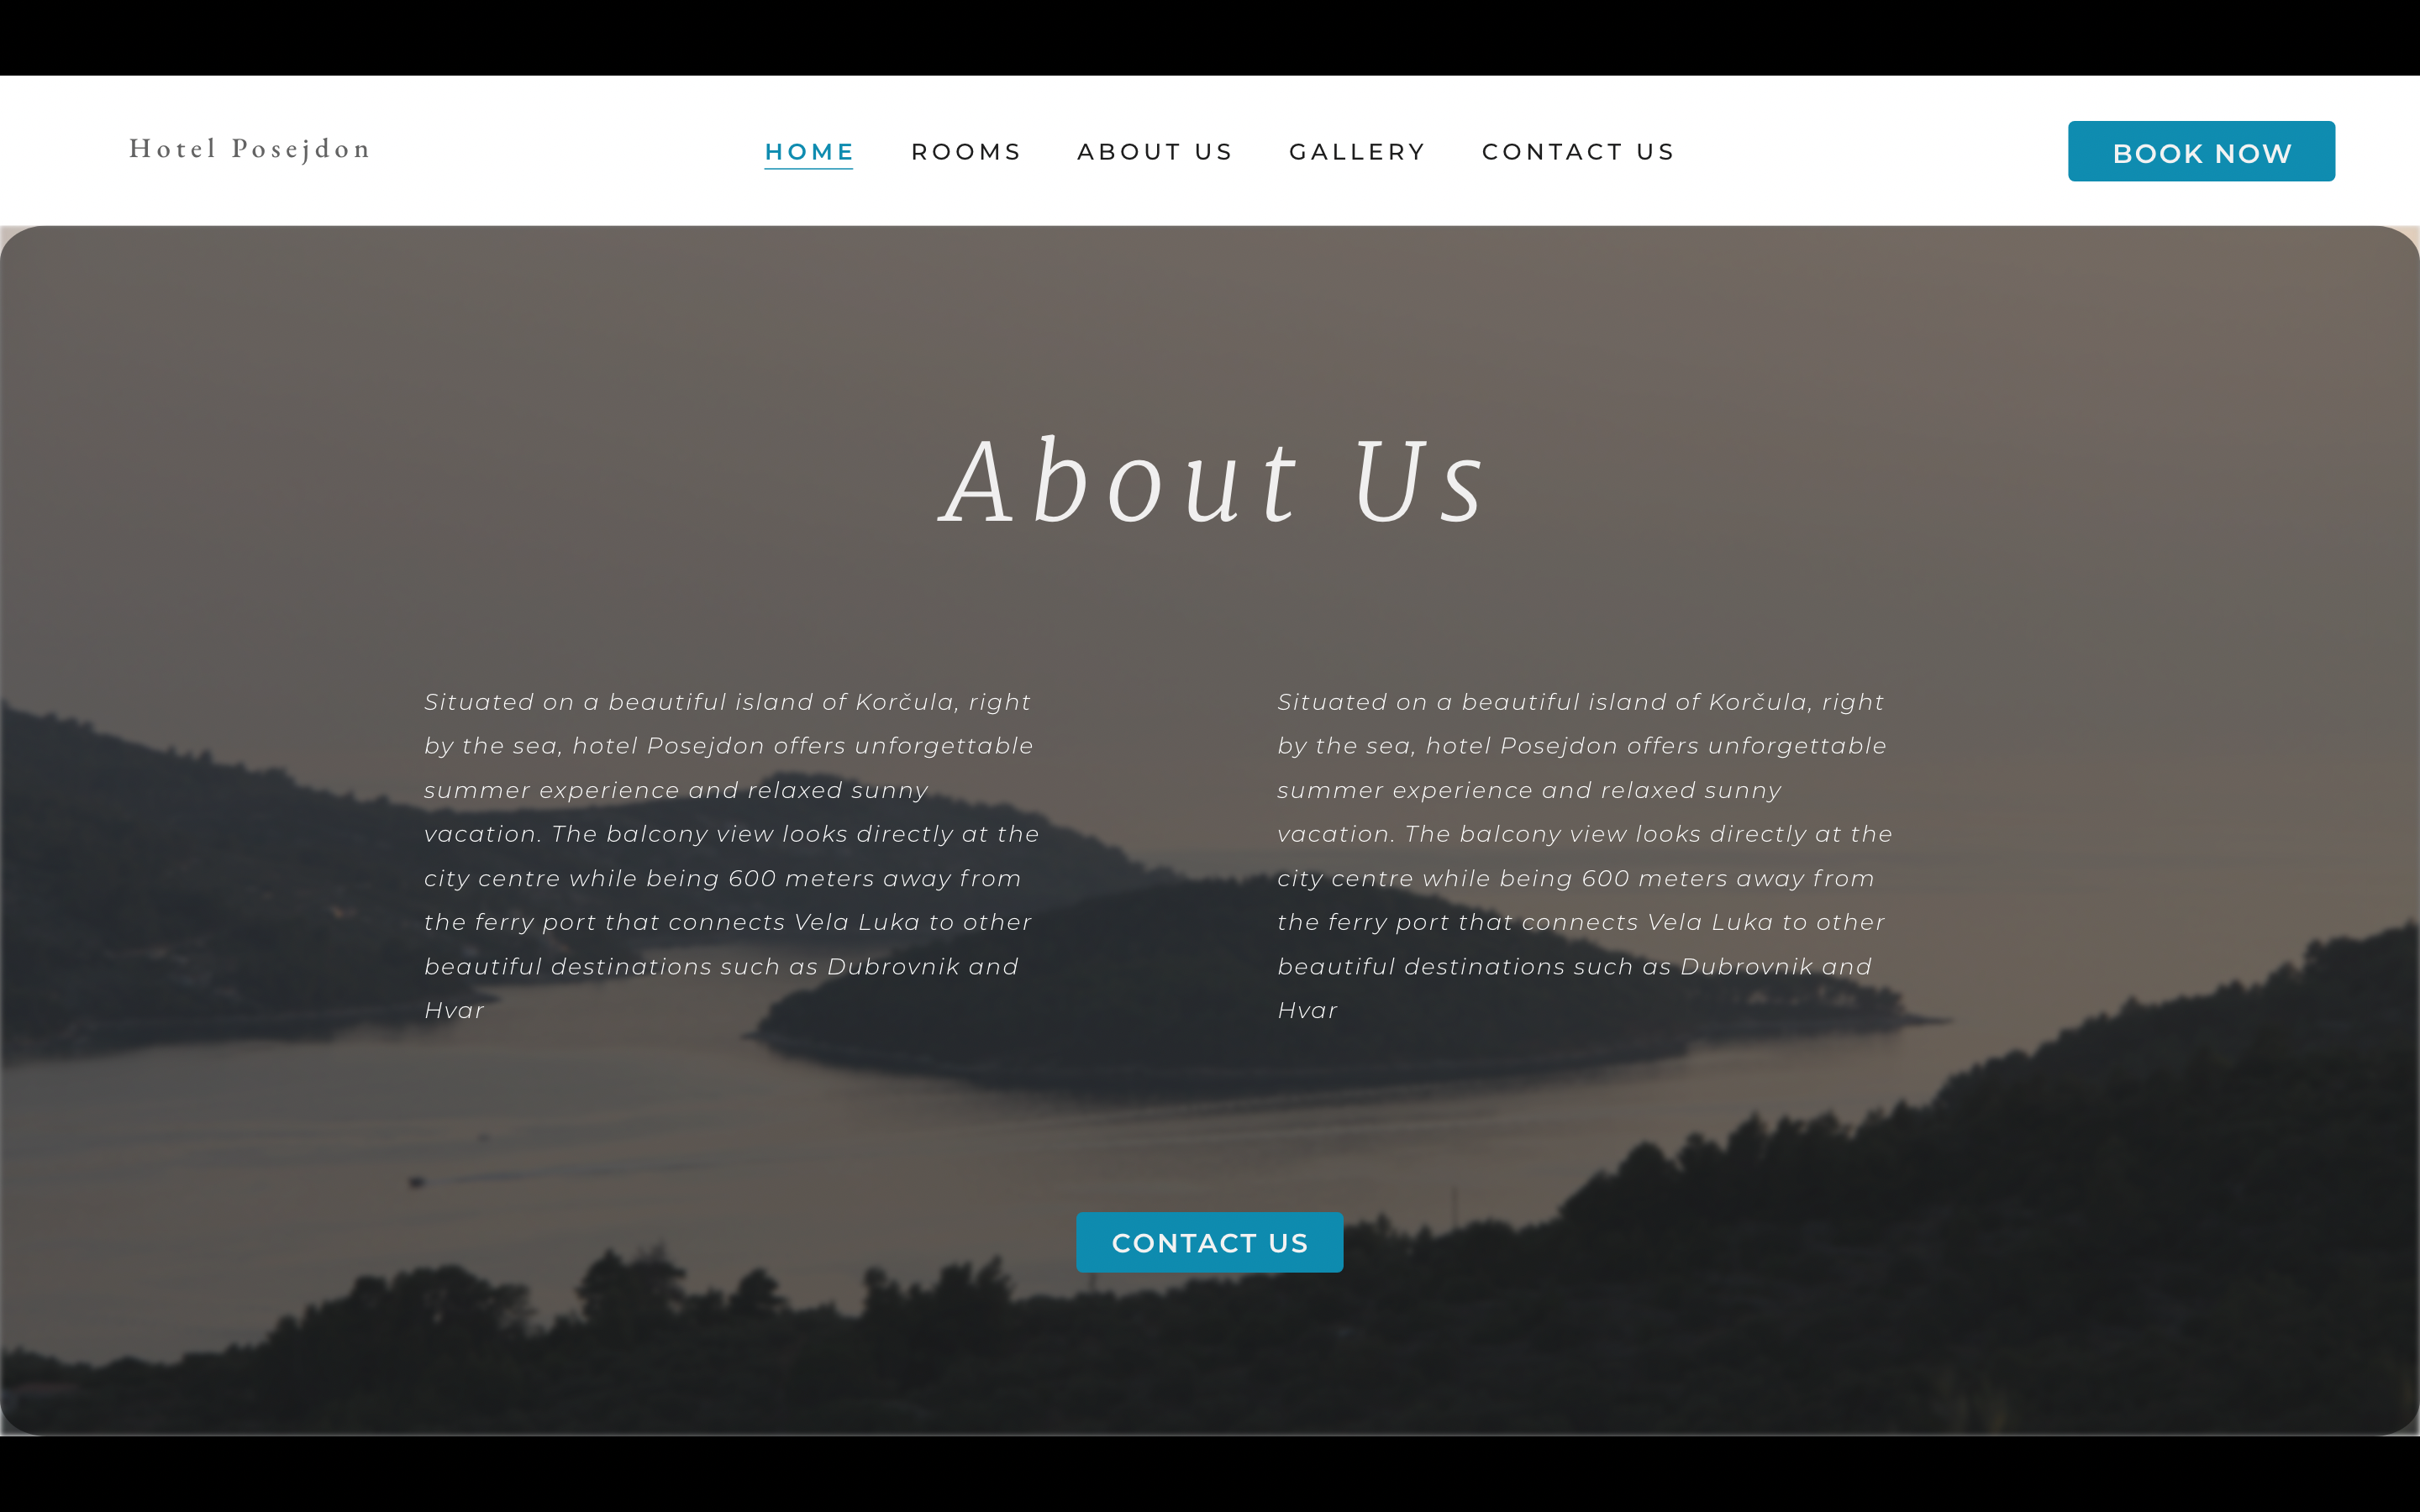 Hotel Posejdon
HOME ROOMS ABOUT US GALLERY CONTACT US
BOOK NOW
About Us
Situated on a beautiful island of Korčula, right
by the sea, hotel Posejdon offers unforgettable
summer experience and relaxed sunny
vacation. The balcony view looks directly at the
city centre while being 600 meters away from
the ferry port that connects Vela Luka to other
beautiful destinations such as Dubrovnik and
Hvar
Situated on a beautiful island of Korčula, right
by the sea, hotel Posejdon offers unforgettable
summer experience and relaxed sunny
vacation. The balcony view looks directly at the
city centre while being 600 meters away from
the ferry port that connects Vela Luka to other
beautiful destinations such as Dubrovnik and
Hvar
CONTACT US